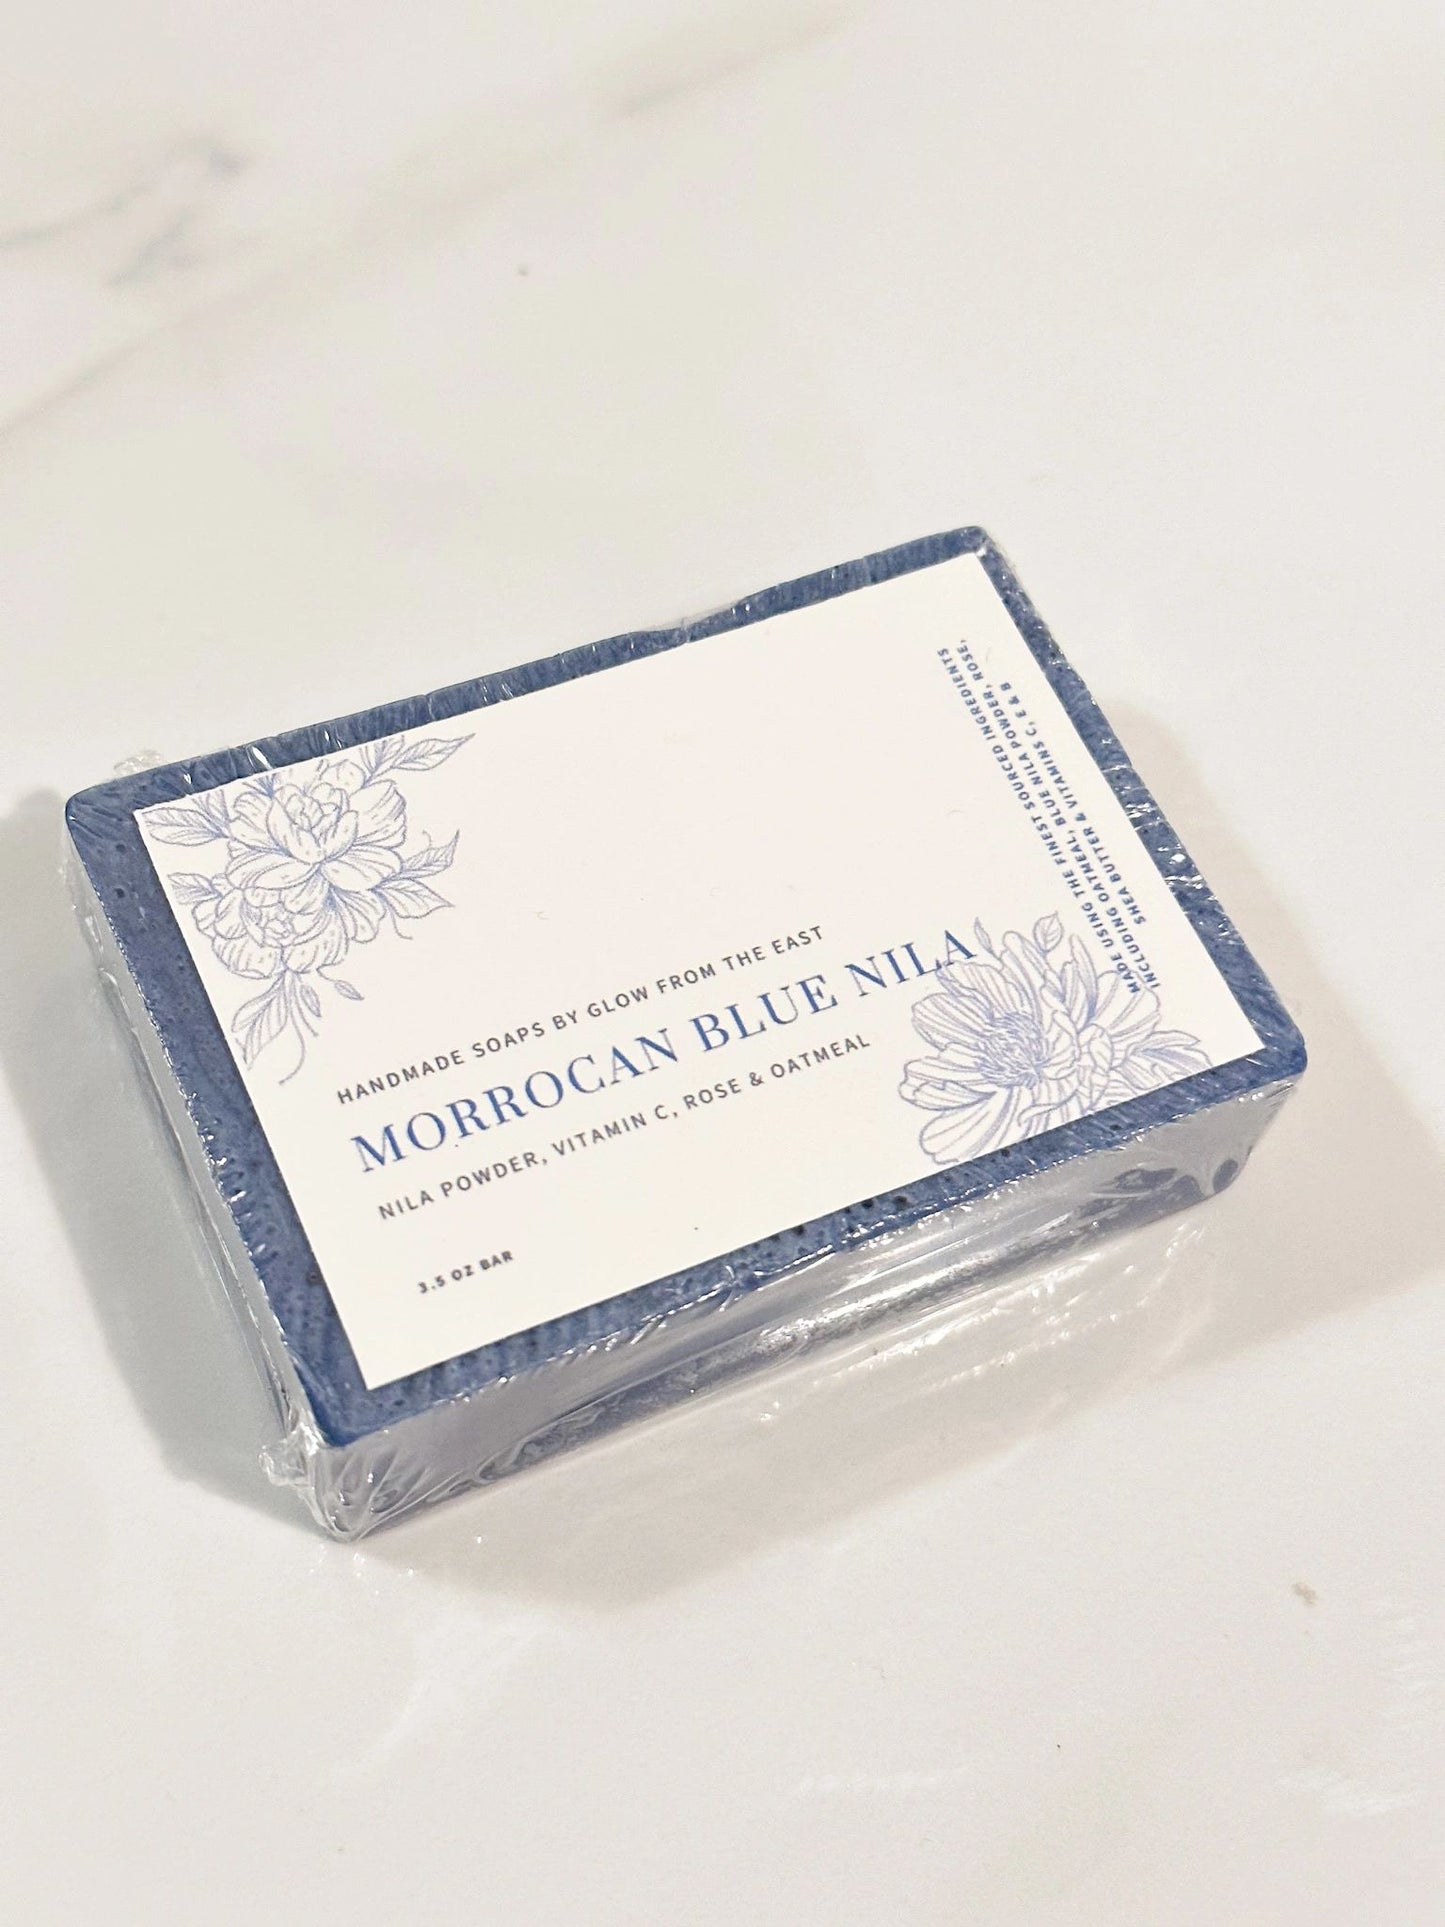 HANDMADE SOAPS BY GLOW FROM THE EAST
MORROCAN BLUE NILA
NILA POWDER, VITAMIN C, ROSE & OATMEAL
3.5 OZ BAR
MADE USING THE FINEST SOURCED INGREDIENTS
INCLUDING OATMEAL, BLUE NILA POWDER, ROSE,
SHEA BUTTER & VITAMINS C, E & B